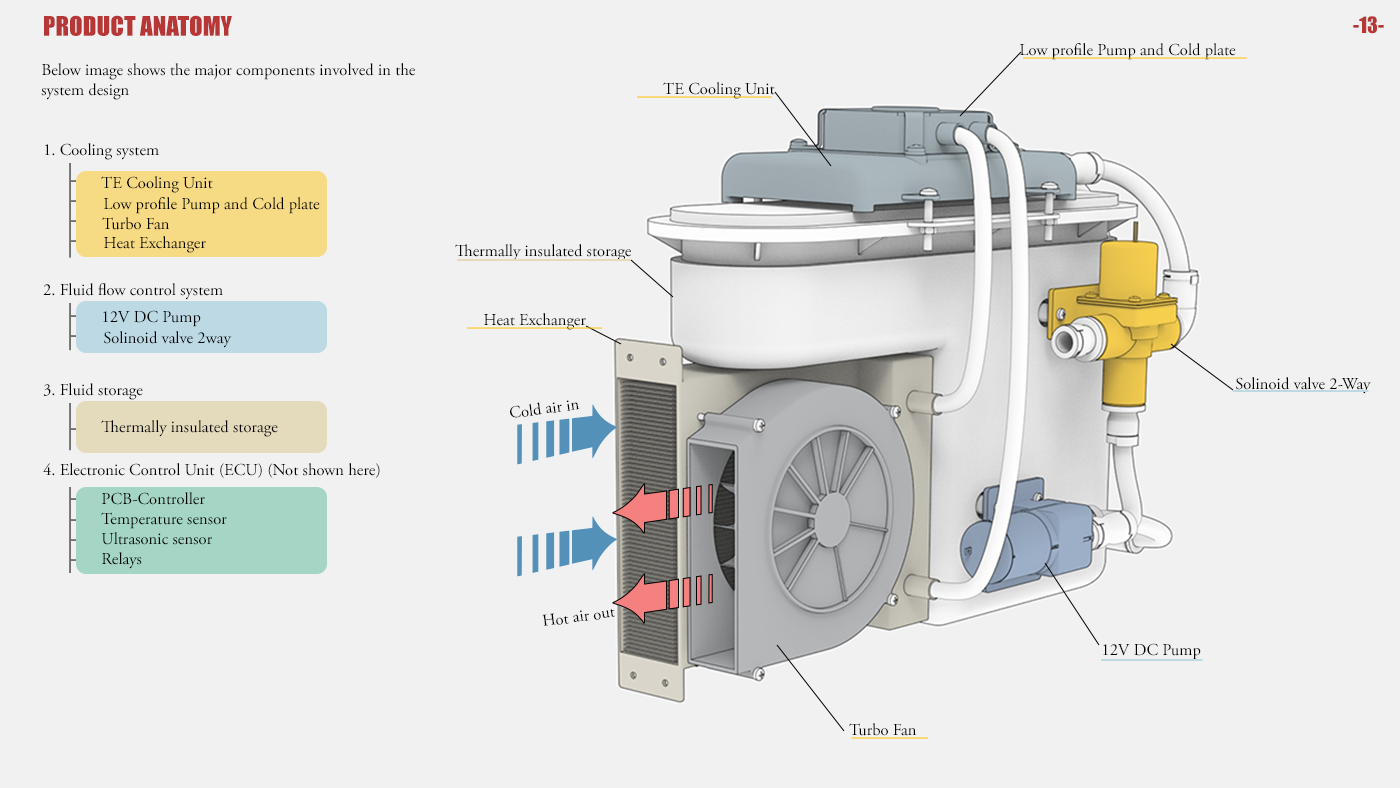 PRODUCT ANATOMY
-13-
Below image shows the major components involved in the
system design
1. Cooling system
TE Cooling Unit
Low profile Pump and Cold plate
Turbo Fan
Heat Exchanger
2. Fluid flow control system
12V DC Pump
Solinoid valve 2way
3. Fluid storage
Thermally insulated storage
4. Electronic Control Unit (ECU) (Not shown here)
PCB-Controller
Temperature sensor
Ultrasonic sensor
Relays
Low profile Pump and Cold plate
TE Cooling Unit
Thermally insulated storage
Heat Exchanger
Cold air in
Solinoid valve 2-Way
Hot air out
12V DC Pump
Turbo Fan